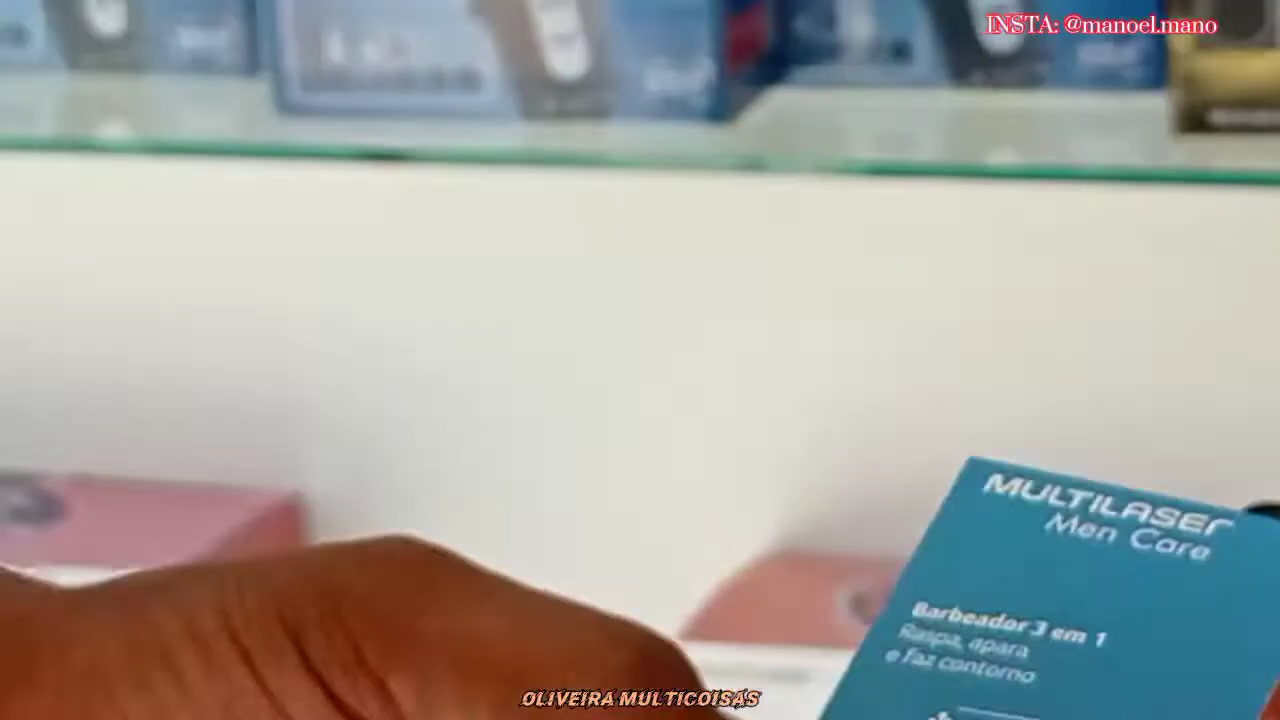 INSTA: @manoel.mano
MULTILASER
Men Care
Barbeador 3 em 1
Raspa, apara
e faz contorno
OLIVEIRA MULTICOISAS